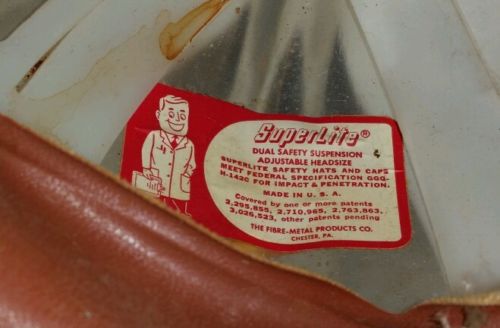 SuperLite®
DUAL SAFETY SUSPENSION
ADJUSTABLE HEADSIZE
SUPERLITE SAFETY HATS AND CAPS
MEET FEDERAL SPECIFICATION GGG-
H-142C FOR IMPACT & PENETRATION.
MADE IN U. S. A.
Covered by one or more patents
2,295,855, 2,710,965, 2,763,863,
3,026,523, other patents pending
THE FIBRE-METAL PRODUCTS CO.
CHESTER, PA.